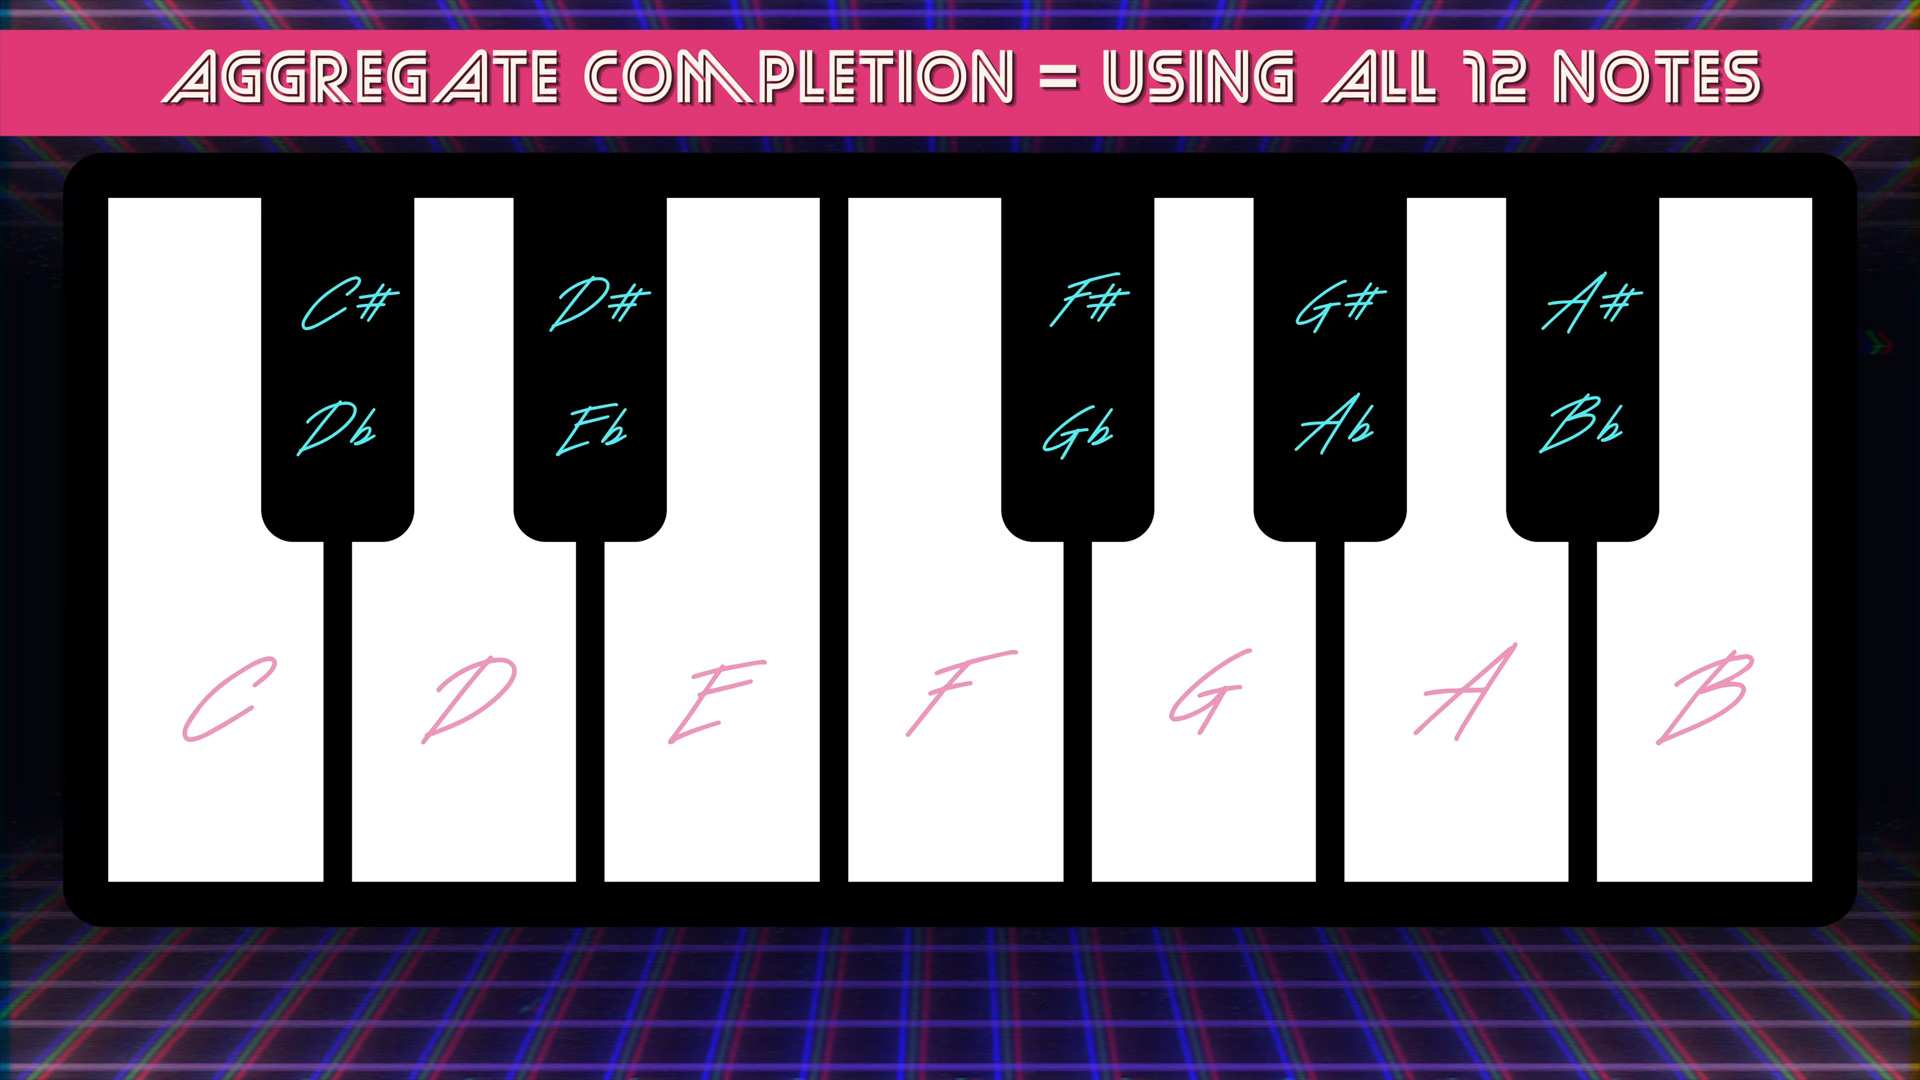 AGGREGATE COMPLETION = USING ALL 12 NOTES
C# D# F# G# A#
Db Eb Gb Ab Bb
C D E F G A B